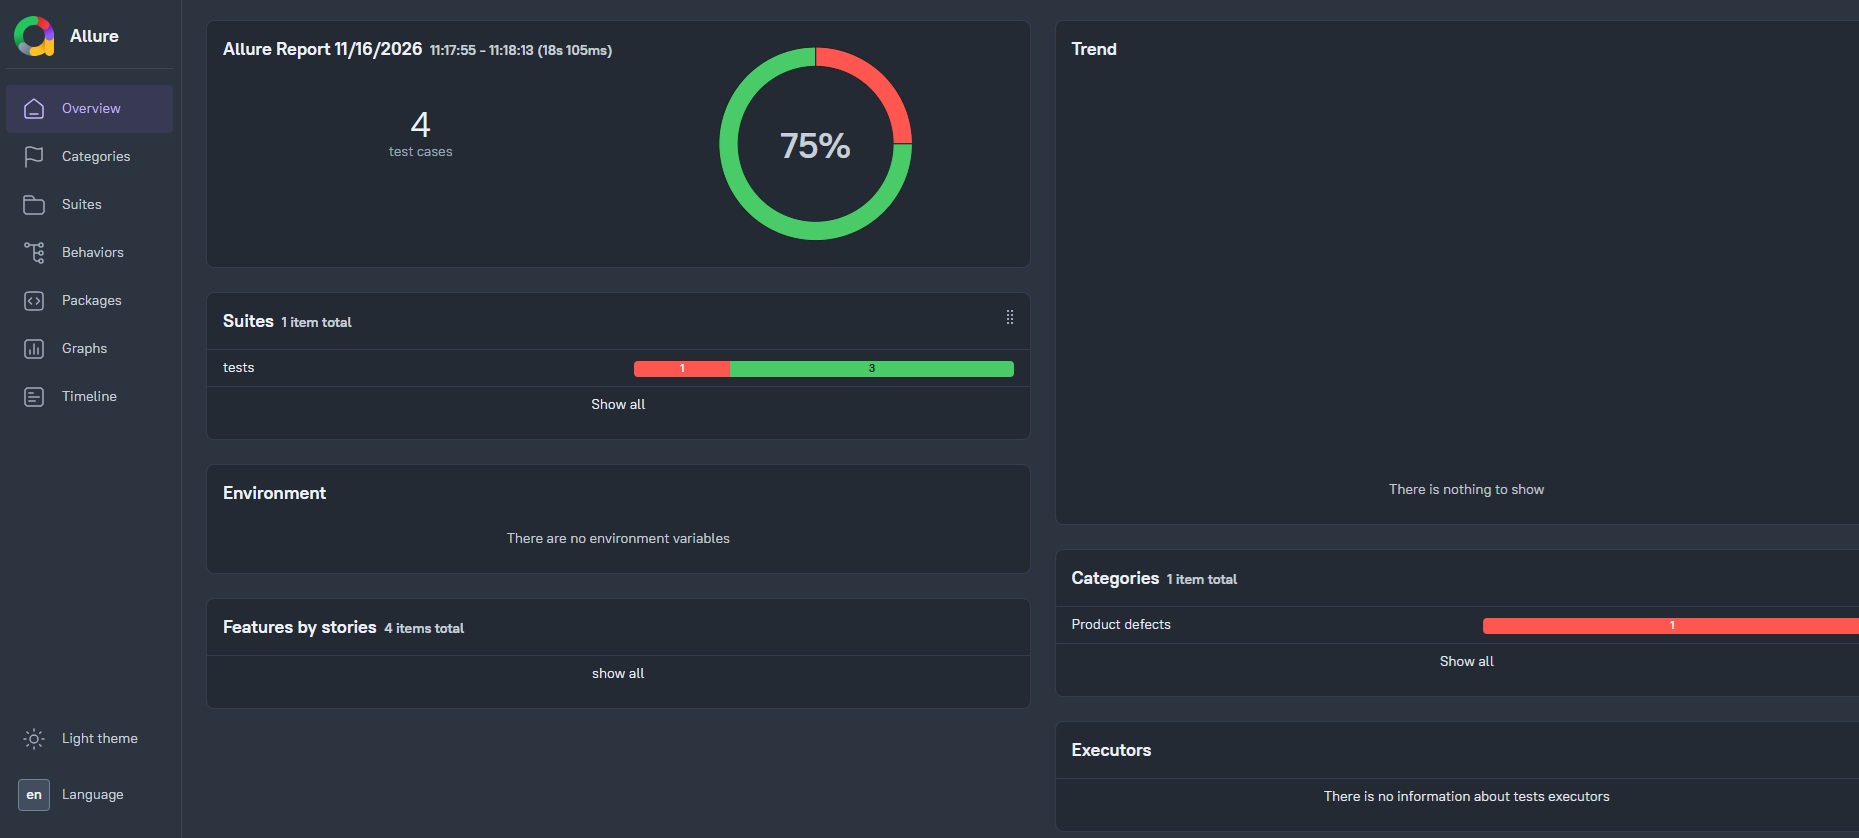 Allure
Overview
Categories
Suites
Behaviors
Packages
Graphs
Timeline
Light theme
en Language
Allure Report 11/16/2026 11:17:55 - 11:18:13 (18s 105ms)
4
test cases
75%
Suites 1 item total
tests 1 3
Show all
Environment
There are no environment variables
Features by stories 4 items total
show all
Trend
There is nothing to show
Categories 1 item total
Product defects 1
Show all
Executors
There is no information about tests executors